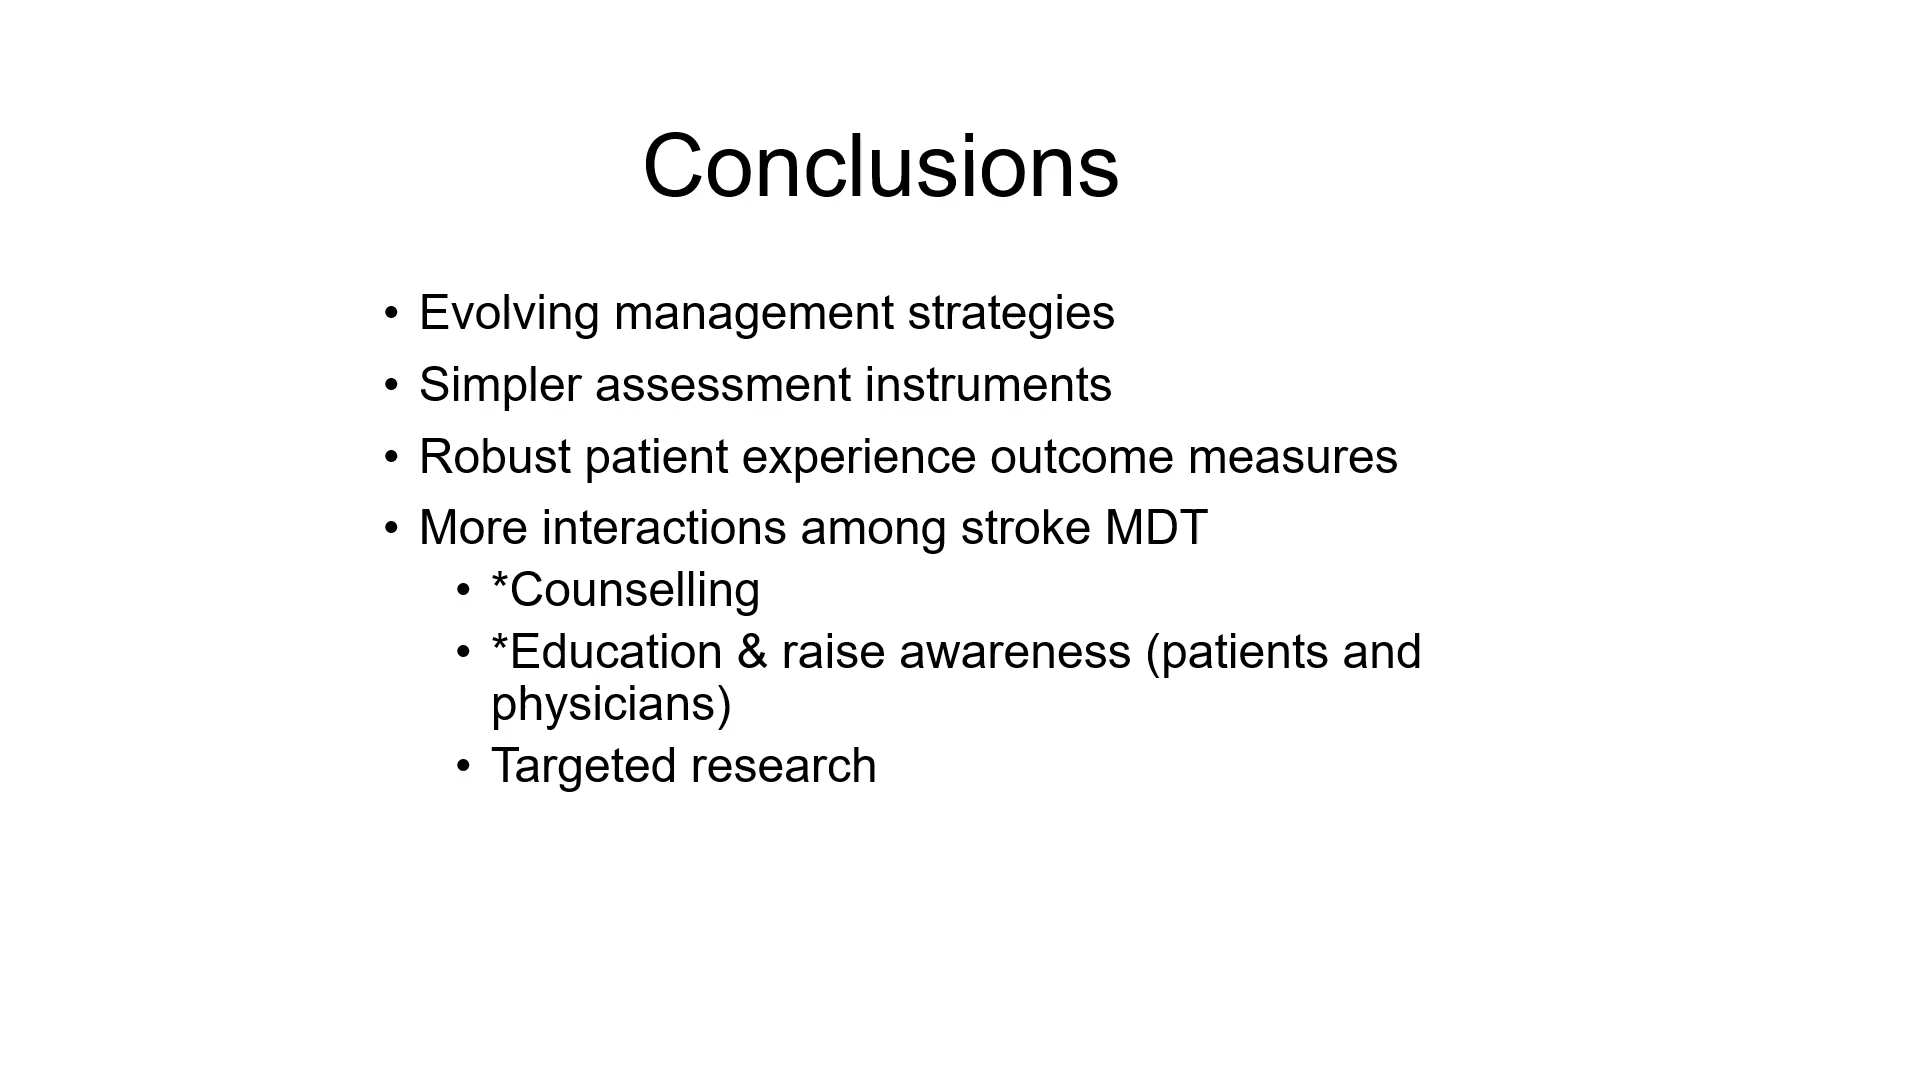 Conclusions
• Evolving management strategies
• Simpler assessment instruments
• Robust patient experience outcome measures
• More interactions among stroke MDT
• *Counselling
• *Education & raise awareness (patients and
physicians)
• Targeted research